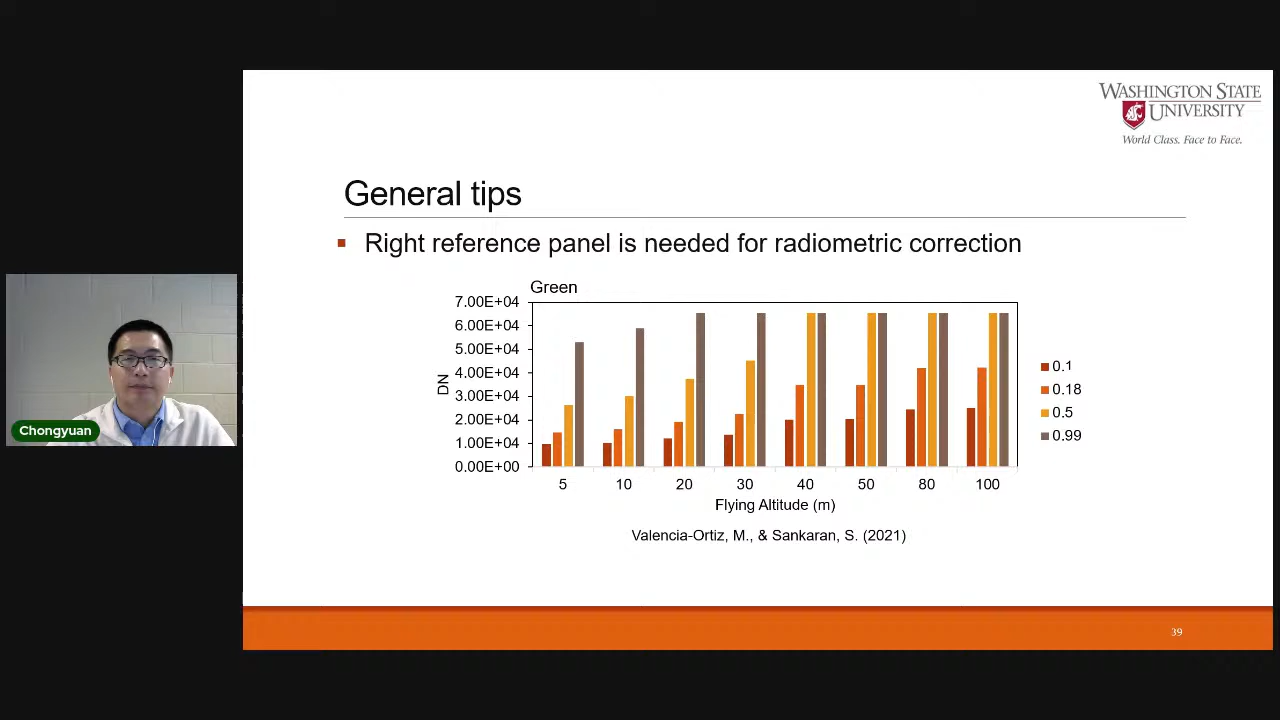 WASHINGTON STATE
UNIVERSITY
World Class. Face to Face.
General tips
Right reference panel is needed for radiometric correction
Green
7.00E+04
6.00E+04
5.00E+04
4.00E+04
3.00E+04
2.00E+04
1.00E+04
0.00E+00
DN
5 10 20 30 40 50 80 100
Flying Altitude (m)
0.1
0.18
0.5
0.99
Valencia-Ortiz, M., & Sankaran, S. (2021)
39
Chongyuan